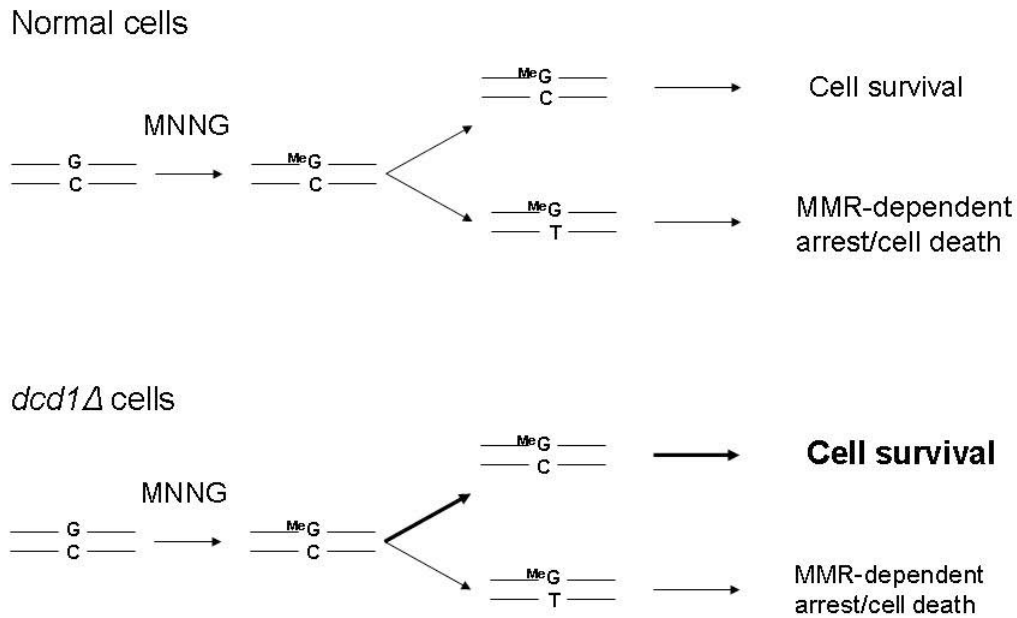 Normal cells
MeG
C
Cell survival
MNNG
G
C
MeG
C
MeG
T
MMR-dependent
arrest/cell death
dcd1Δ cells
MeG
C
Cell survival
MNNG
G
C
MeG
C
MeG
T
MMR-dependent
arrest/cell death